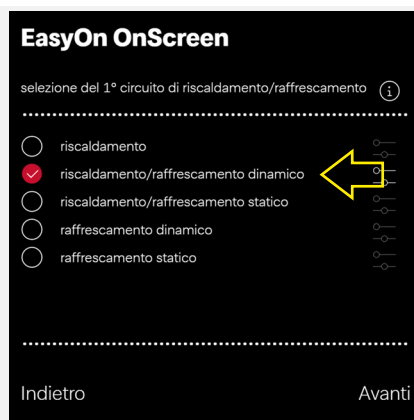 EasyOn OnScreen
selezione del 1° circuito di riscaldamento/raffrescamento
riscaldamento
riscaldamento/raffrescamento dinamico
riscaldamento/raffrescamento statico
raffrescamento dinamico
raffrescamento statico
Indietro Avanti